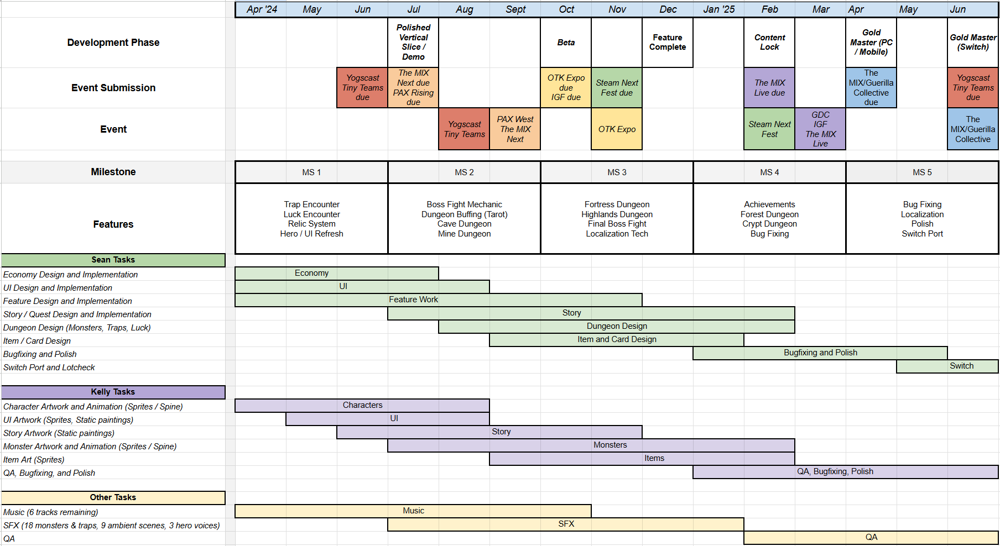 Apr '24 May Jun Jul Aug Sept Oct Nov Dec Jan '25 Feb Mar Apr May Jun
Development Phase
Polished
Vertical
Slice /
Demo
Beta
Feature
Complete
Content
Lock
Gold
Master (PC
/ Mobile)
Gold Master
(Switch)
Event Submission
Yogscast
Tiny Teams
due
The MIX
Next due
PAX Rising
due
OTK Expo
due
IGF due
Steam Next
Fest due
The MIX
Live due
The
MIX/Guerilla
Collective
due
Yogscast
Tiny Teams
due
Event
Yogscast
Tiny Teams
PAX West
The MIX
Next
OTK Expo
Steam Next
Fest
GDC
IGF
The MIX
Live
The
MIX/Guerilla
Collective
Milestone
MS 1
MS 2
MS 3
MS 4
MS 5
Features
Trap Encounter
Luck Encounter
Relic System
Hero / UI Refresh
Boss Fight Mechanic
Dungeon Buffing (Tarot)
Cave Dungeon
Mine Dungeon
Fortress Dungeon
Highlands Dungeon
Final Boss Fight
Localization Tech
Achievements
Forest Dungeon
Crypt Dungeon
Bug Fixing
Bug Fixing
Localization
Polish
Switch Port
Sean Tasks
Economy Design and Implementation
Economy
UI Design and Implementation
UI
Feature Design and Implementation
Feature Work
Story / Quest Design and Implementation
Story
Dungeon Design (Monsters, Traps, Luck)
Dungeon Design
Item / Card Design
Item and Card Design
Bugfixing and Polish
Bugfixing and Polish
Switch Port and Lotcheck
Switch
Kelly Tasks
Character Artwork and Animation (Sprites / Spine)
Characters
UI Artwork (Sprites, Static paintings)
UI
Story Artwork (Static paintings)
Story
Monster Artwork and Animation (Sprites / Spine)
Monsters
Item Art (Sprites)
Items
QA, Bugfixing, and Polish
QA, Bugfixing, Polish
Other Tasks
Music (6 tracks remaining)
Music
SFX (18 monsters & traps, 9 ambient scenes, 3 hero voices)
SFX
QA
QA